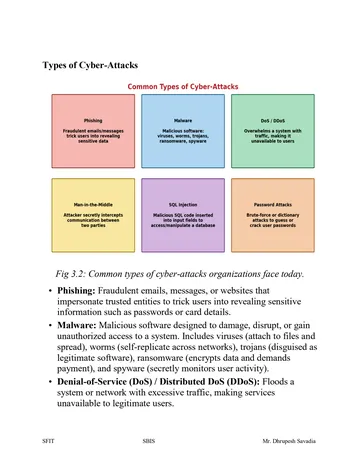 Types of Cyber-Attacks
Common Types of Cyber-Attacks
Phishing
Fraudulent emails/messages
trick users into revealing
sensitive data
Malware
Malicious software:
viruses, worms, trojans,
ransomware, spyware
DoS / DDoS
Overwhelms a system with
traffic, making it
unavailable to users
Man-in-the-Middle
Attacker secretly intercepts
communication between
two parties
SQL Injection
Malicious SQL code inserted
into input fields to
access/manipulate a database
Password Attacks
Brute-force or dictionary
attacks to guess or
crack user passwords
Fig 3.2: Common types of cyber-attacks organizations face today.
• Phishing: Fraudulent emails, messages, or websites that
impersonate trusted entities to trick users into revealing sensitive
information such as passwords or card details.
• Malware: Malicious software designed to damage, disrupt, or gain
unauthorized access to a system. Includes viruses (attach to files and
spread), worms (self-replicate across networks), trojans (disguised as
legitimate software), ransomware (encrypts data and demands
payment), and spyware (secretly monitors user activity).
• Denial-of-Service (DoS) / Distributed DoS (DDoS): Floods a
system or network with excessive traffic, making services
unavailable to legitimate users.
SFIT SBIS Mr. Dhrupesh Savadia